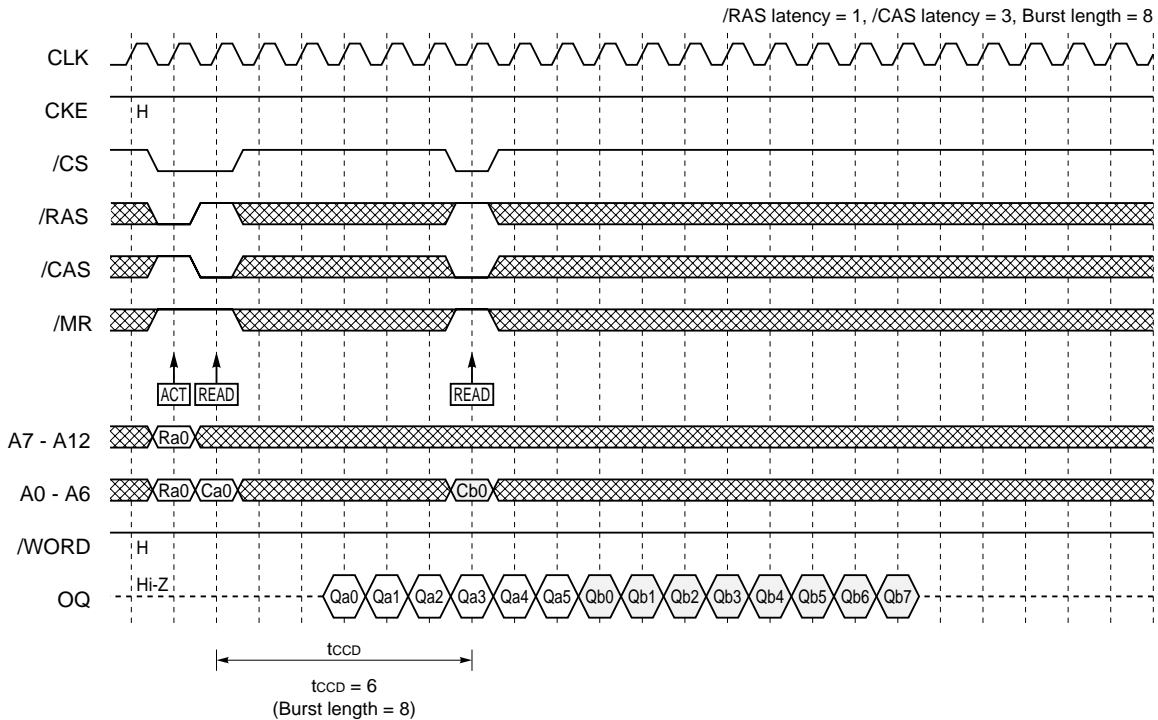 /RAS latency = 1, /CAS latency = 3, Burst length = 8
CLK
CKE H
/CS
/RAS
/CAS
/MR
ACT READ READ
A7 - A12 Ra0
A0 - A6 Ra0 Ca0 Cb0
/WORD H
Hi-Z
OQ Qa0 Qa1 Qa2 Qa3 Qa4 Qa5 Qb0 Qb1 Qb2 Qb3 Qb4 Qb5 Qb6 Qb7
tCCD
tCCD = 6
(Burst length = 8)